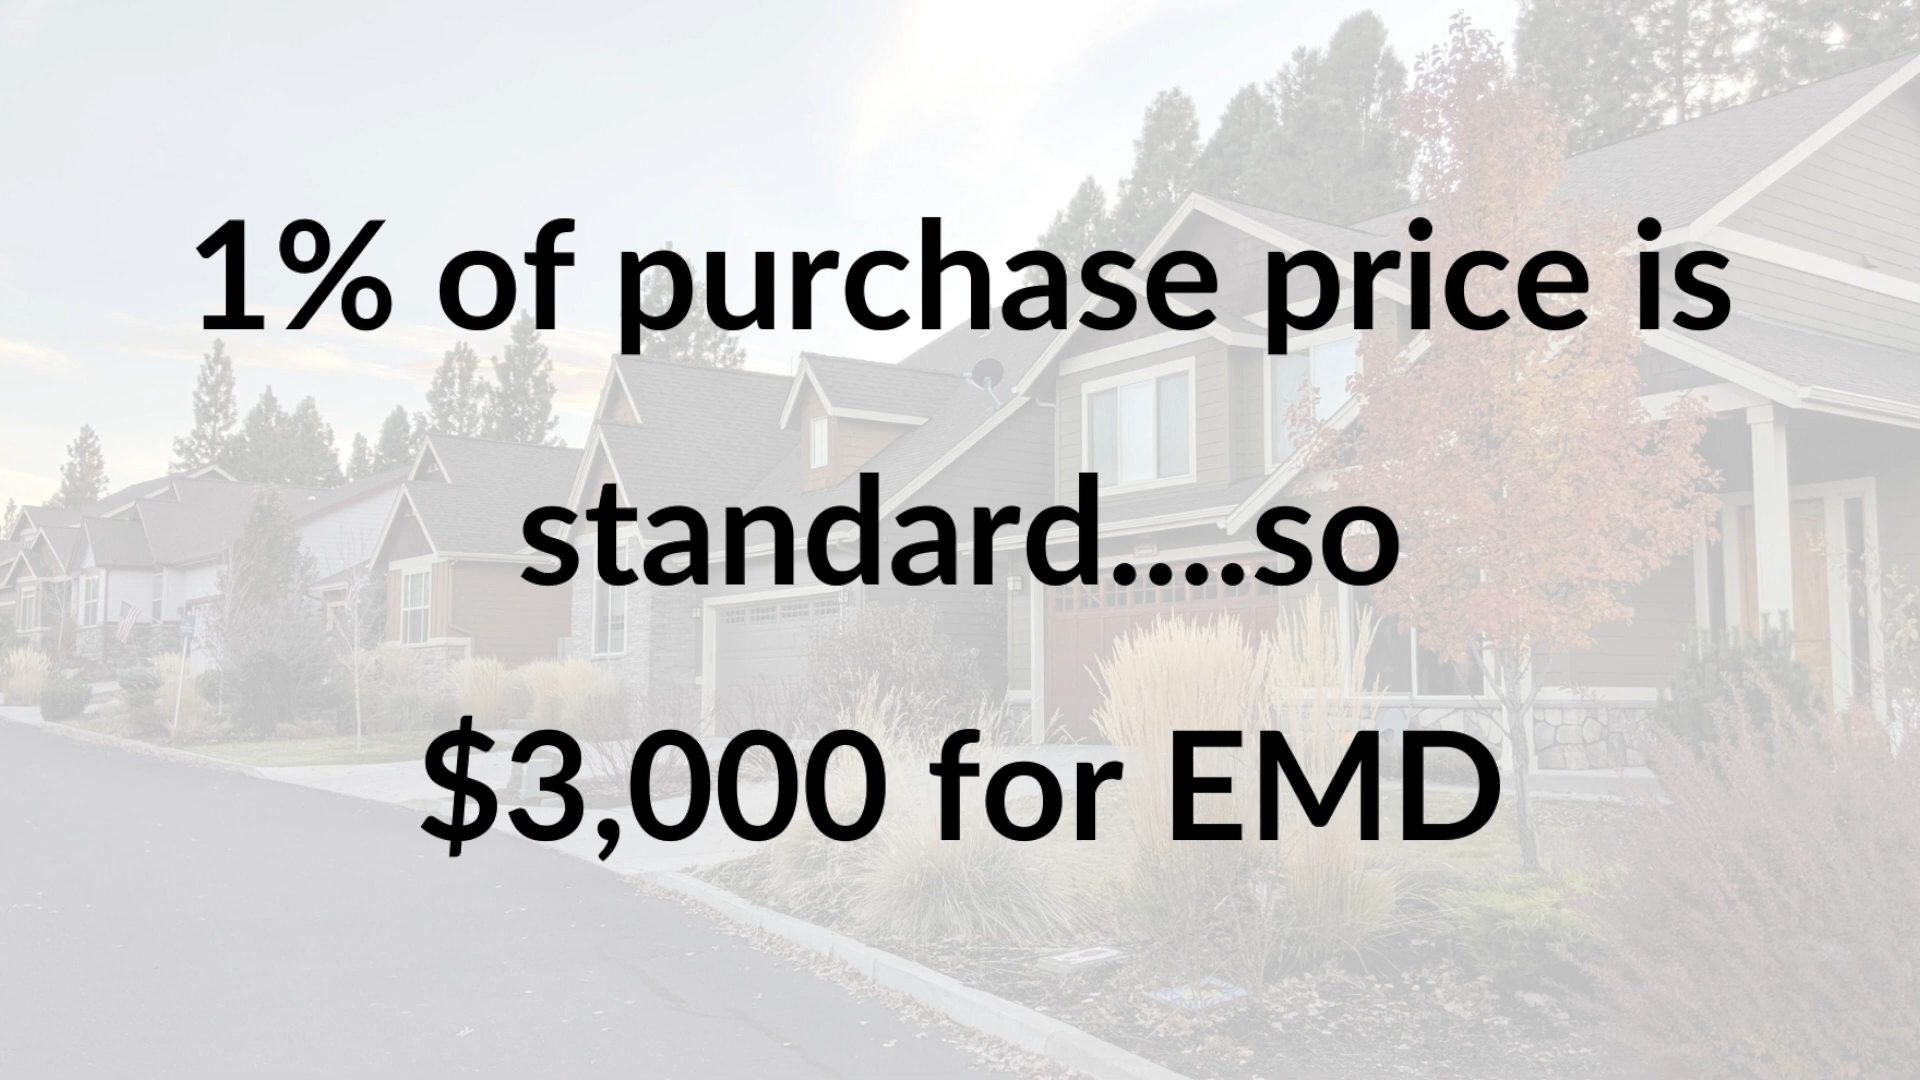 1% of purchase price is
standard....so
$3,000 for EMD